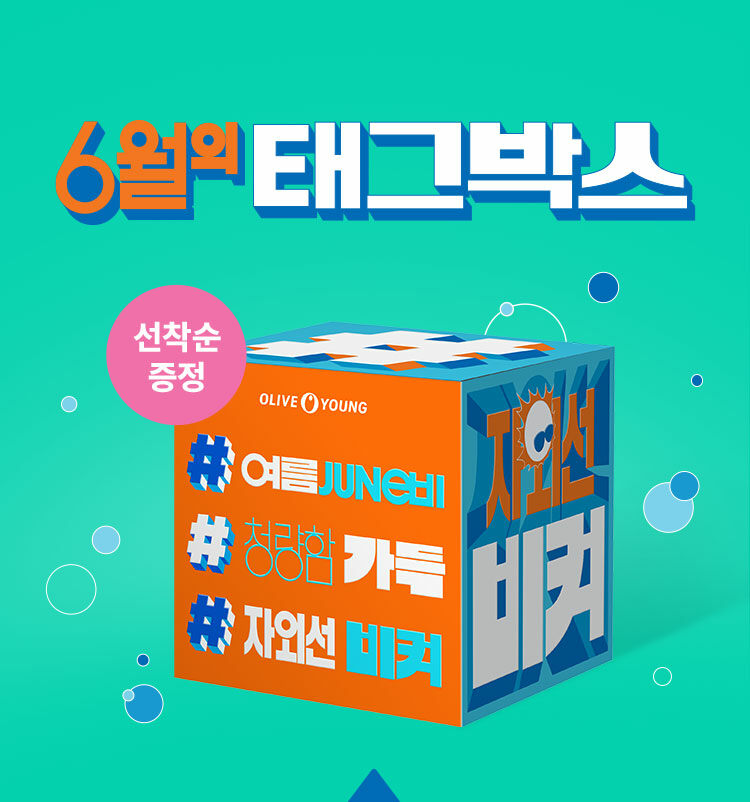 6월의 태그박스
선착순
증정
OLIVE YOUNG
# 여름JUNE비
# 청량함 가득
# 자외선 비켜
자외선
비켜